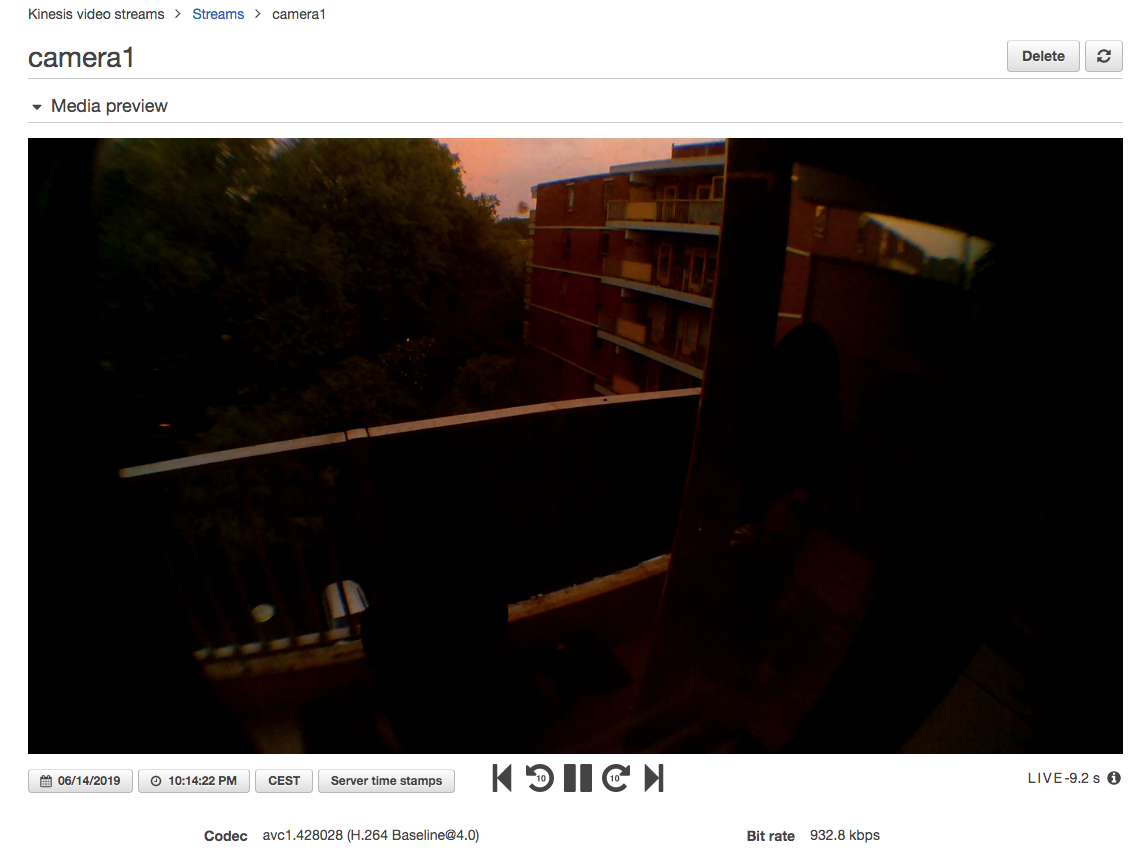 Kinesis video streams > Streams > camera1
camera1
Delete
Media preview
06/14/2019 10:14:22 PM CEST Server time stamps 10 10 LIVE -9.2 s
Codec avc1.428028 (H.264 Baseline@4.0) Bit rate 932.8 kbps